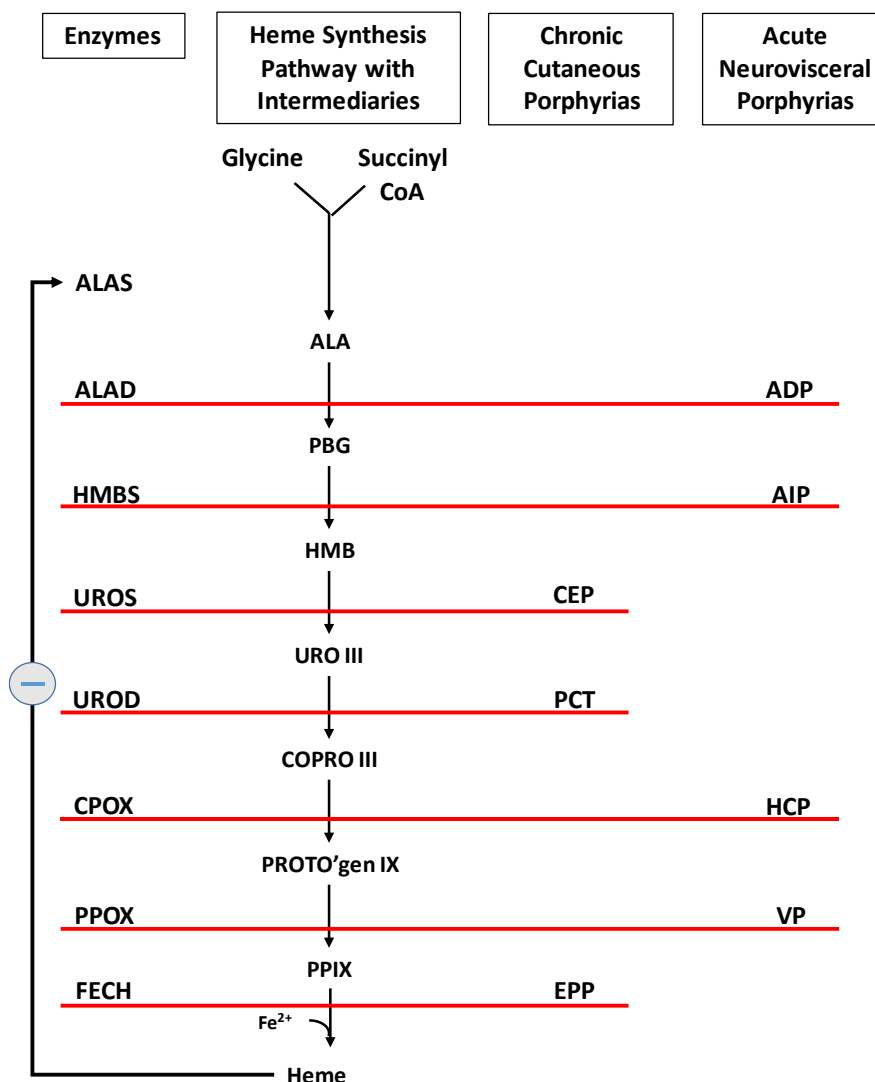 Enzymes
Heme Synthesis
Pathway with
Intermediaries
Chronic
Cutaneous
Porphyrias
Acute
Neurovisceral
Porphyrias
Glycine
Succinyl
CoA
ALAS
ALA
ALAD
ADP
PBG
HMBS
AIP
HMB
UROS
CEP
URO III
UROD
PCT
COPRO III
CPOX
HCP
PROTO’gen IX
PPOX
VP
PPIX
FECH
EPP
Fe²⁺
Heme